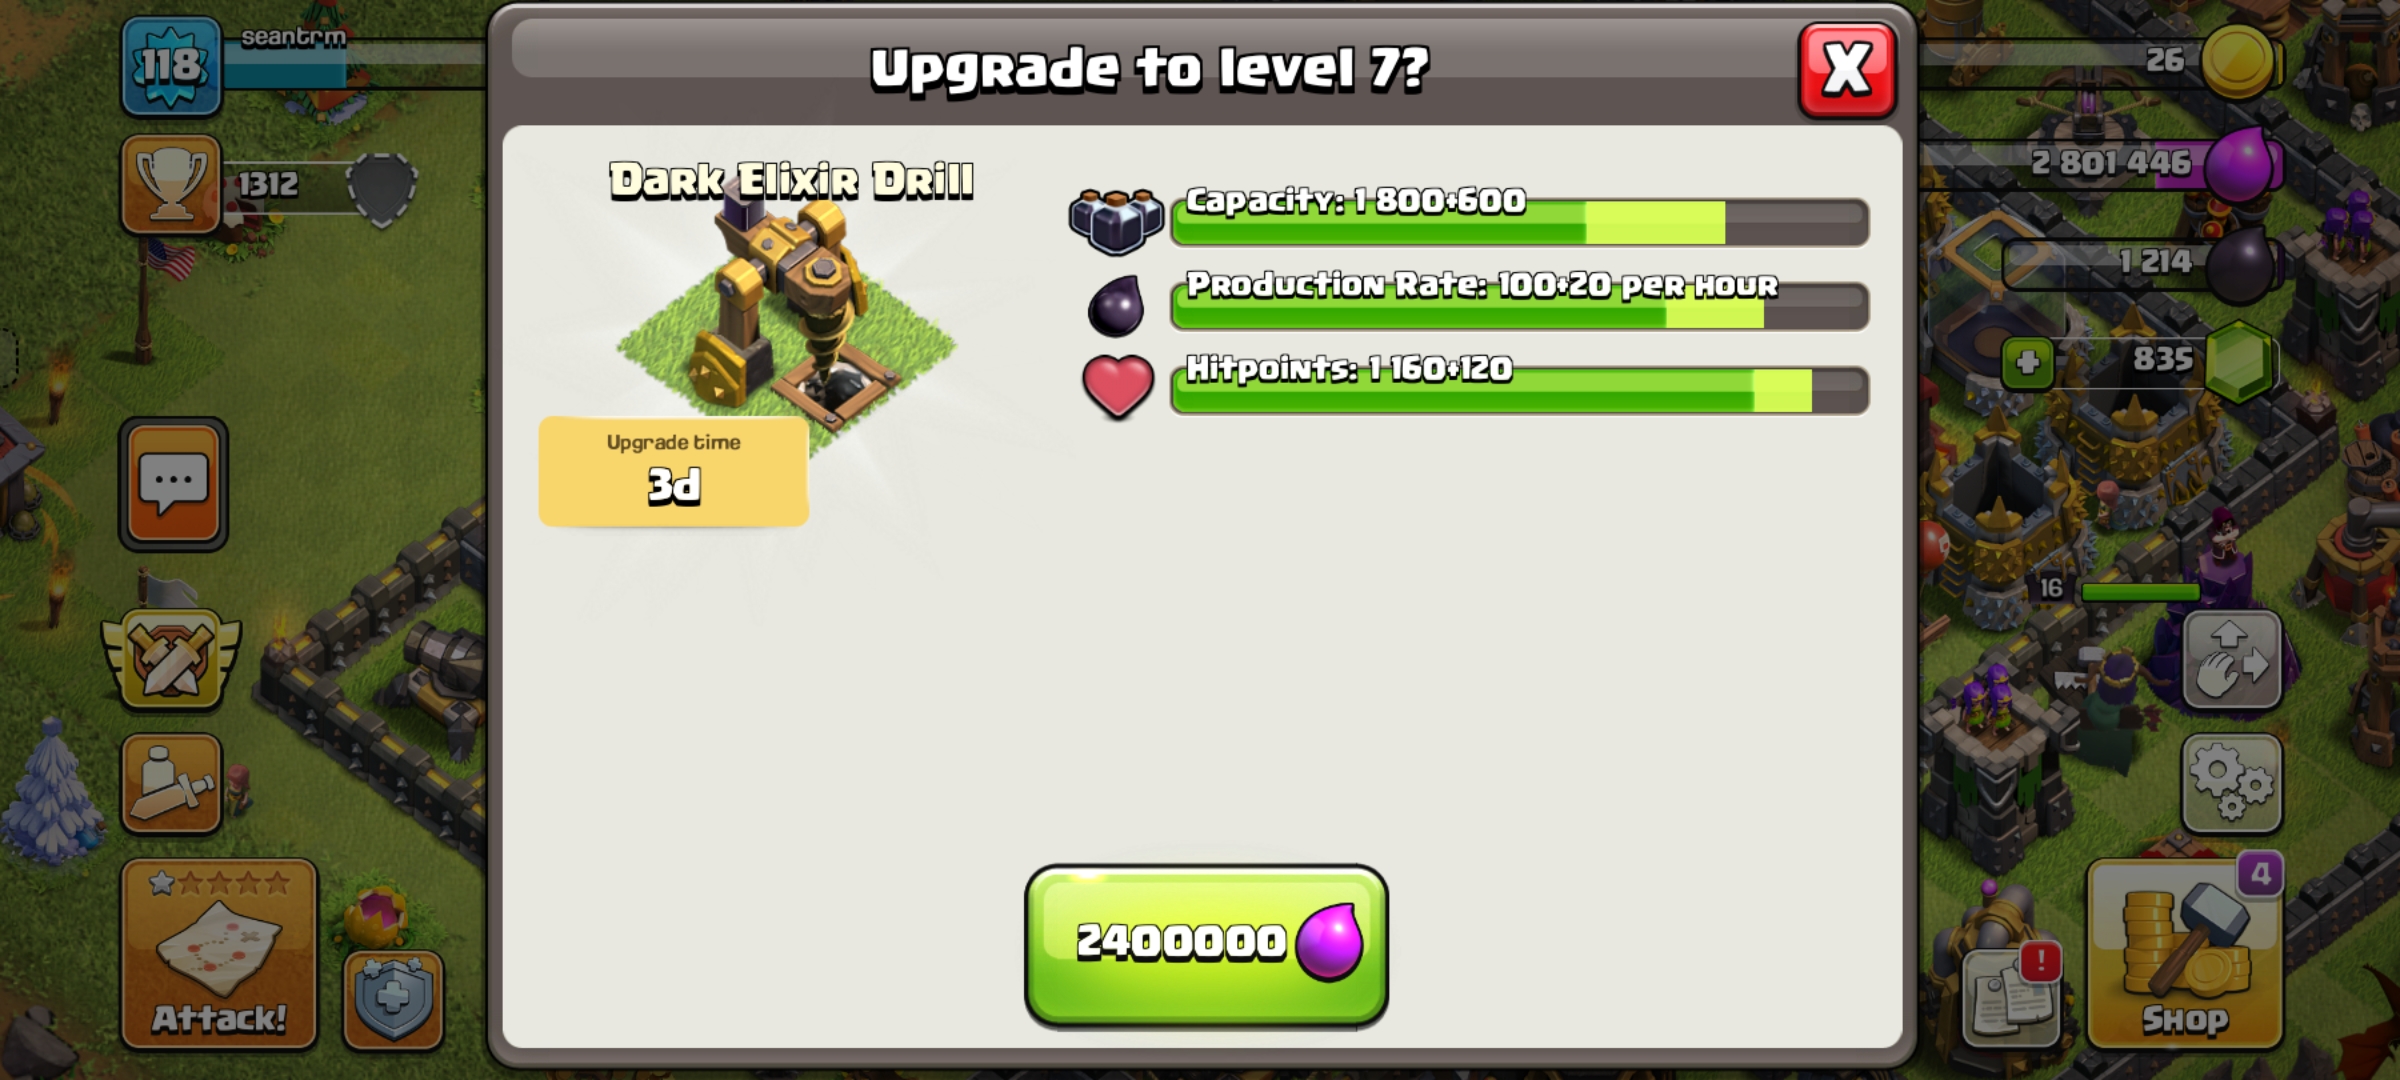 118
seantrm
1312
Attack!
Upgrade to level 7?
X
Dark Elixir Drill
Upgrade time
3d
Capacity: 1 800+600
Production Rate: 100+20 per Hour
Hitpoints: 1 160+120
2400000
26
2 801 446
1 214
835
16
4
!
Shop